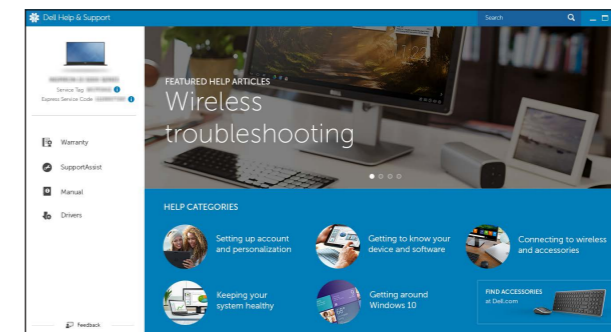 Dell Help & Support
Search
Service Tag:
Express Service Code:
Warranty
SupportAssist
Manual
Drivers
Feedback
FEATURED HELP ARTICLES
Wireless
troubleshooting
HELP CATEGORIES
Setting up account
and personalization
Getting to know your
device and software
Connecting to wireless
and accessories
Keeping your
system healthy
Getting around
Windows 10
FIND ACCESSORIES
at Dell.com